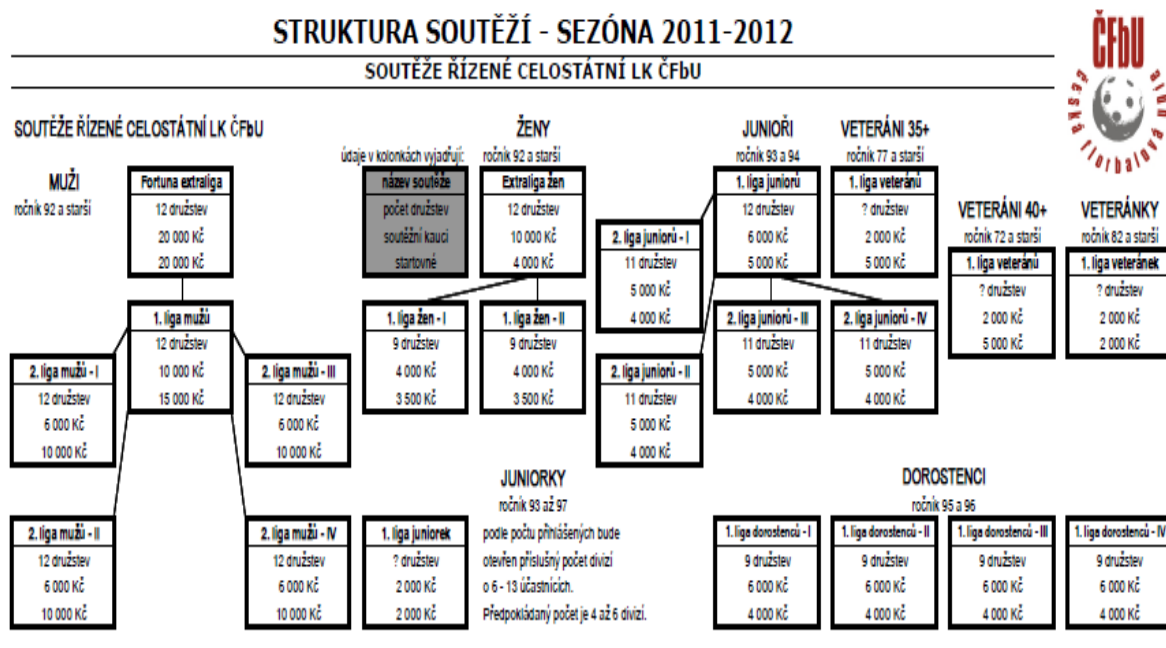 STRUKTURA SOUTĚŽÍ - SEZÓNA 2011-2012
SOUTĚŽE ŘÍZENÉ CELOSTÁTNÍ LK ČFbU
ČFbU
česká florbalová unie
SOUTĚŽE ŘÍZENÉ CELOSTÁTNÍ LK ČFbU
MUŽI
ročník 92 a starší
Fortuna extraliga
12 družstev
20 000 Kč
20 000 Kč
1. liga mužů
12 družstev
10 000 Kč
15 000 Kč
2. liga mužů - I
12 družstev
6 000 Kč
10 000 Kč
2. liga mužů - III
12 družstev
6 000 Kč
10 000 Kč
2. liga mužů - II
12 družstev
6 000 Kč
10 000 Kč
2. liga mužů - IV
12 družstev
6 000 Kč
10 000 Kč
údaje v kolonkách vyjadřují:
název soutěže
počet družstev
soutěžní kauci
startovné
ŽENY
ročník 92 a starší
Extraliga žen
12 družstev
10 000 Kč
4 000 Kč
1. liga žen - I
9 družstev
4 000 Kč
3 500 Kč
1. liga žen - II
9 družstev
4 000 Kč
3 500 Kč
JUNIOŘI
ročník 93 a 94
1. liga juniorů
12 družstev
6 000 Kč
5 000 Kč
2. liga juniorů - I
11 družstev
5 000 Kč
4 000 Kč
2. liga juniorů - II
11 družstev
5 000 Kč
4 000 Kč
2. liga juniorů - III
11 družstev
5 000 Kč
4 000 Kč
2. liga juniorů - IV
11 družstev
5 000 Kč
4 000 Kč
VETERÁNI 35+
ročník 77 a starší
1. liga veteránů
? družstev
2 000 Kč
5 000 Kč
VETERÁNI 40+
ročník 72 a starší
1. liga veteránů
? družstev
2 000 Kč
5 000 Kč
VETERÁNKY
ročník 82 a starší
1. liga veteránek
? družstev
2 000 Kč
2 000 Kč
JUNIORKY
ročník 93 až 97
1. liga juniorek
? družstev
2 000 Kč
2 000 Kč
podle počtu přihlášených bude
otevřen příslušný počet divizí
o 6 - 13 účastnících.
Předpokládaný počet je 4 až 6 divizí.
DOROSTENCI
ročník 95 a 96
1. liga dorostenců - I
9 družstev
6 000 Kč
4 000 Kč
1. liga dorostenců - II
9 družstev
6 000 Kč
4 000 Kč
1. liga dorostenců - III
9 družstev
6 000 Kč
4 000 Kč
1. liga dorostenců - IV
9 družstev
6 000 Kč
4 000 Kč